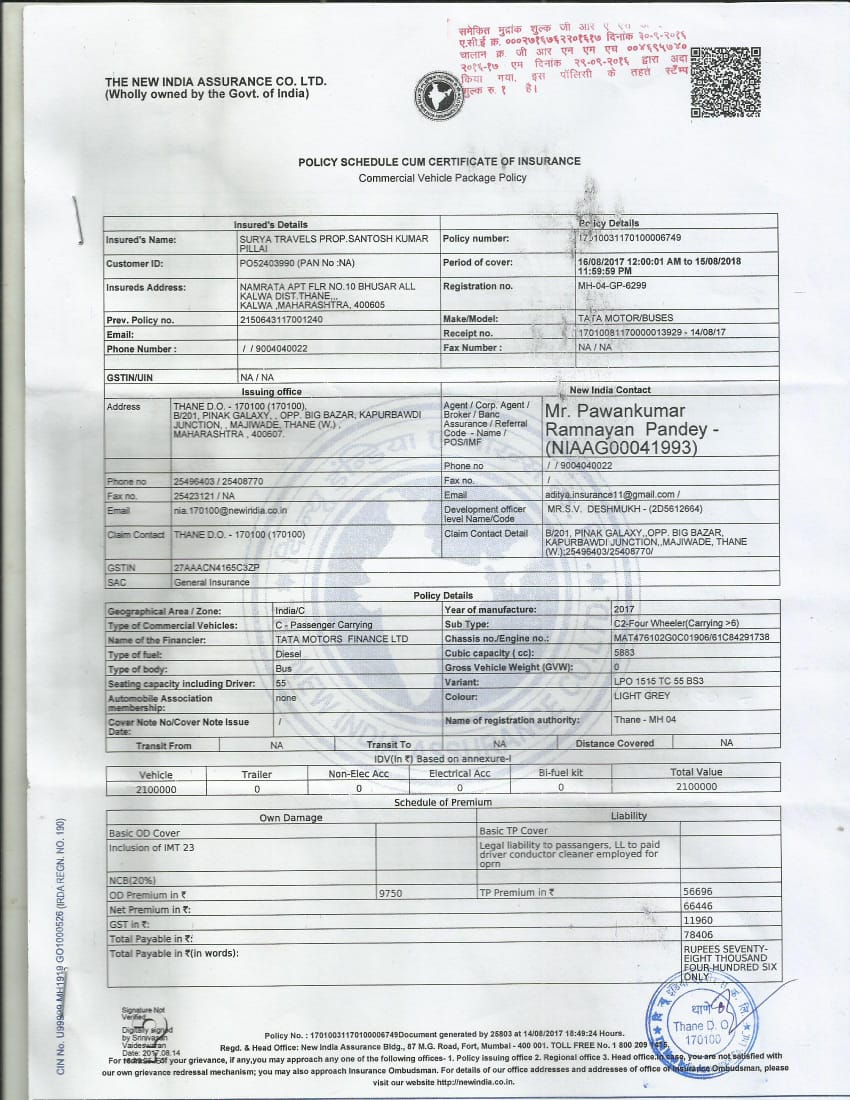 समेकित मुद्रांक शुल्क जी आर ए
ए.सी.ई क्र. ०००२७१६७६२२०१६१७ दिनांक ३०-९-२०१६
चालान क्र. जी आर एन एम एच ००४६९५७४०
२०१६-१७ एम दिनांक २९-०९-२०१६ द्वारा अदा
किया गया. इस पॉलिसी के तहत स्टॅम्प
शुल्क रु. १ है।
THE NEW INDIA ASSURANCE CO. LTD.
(Wholly owned by the Govt. of India)
POLICY SCHEDULE CUM CERTIFICATE OF INSURANCE
Commercial Vehicle Package Policy
Insured's Details Policy Details
Insured's Name: SURYA TRAVELS PROP.SANTOSH KUMAR PILLAI Policy number: 17010031170100006749
Customer ID: PO52403990 (PAN No :NA) Period of cover: 16/08/2017 12:00:01 AM to 15/08/2018 11:59:59 PM
Insureds Address: NAMRATA APT FLR NO.10 BHUSAR ALL KALWA DIST.THANE,,, KALWA ,MAHARASHTRA, 400605 Registration no. MH-04-GP-6299
Prev. Policy no. 2150643117001240 Make/Model: TATA MOTOR/BUSES
Email: Receipt no. 17010081170000013929 - 14/08/17
Phone Number : / / 9004040022 Fax Number : NA / NA
GSTIN/UIN NA / NA
Issuing office New India Contact
Address THANE D.O. - 170100 (170100), B/201, PINAK GALAXY, , OPP. BIG BAZAR, KAPURBAWDI JUNCTION, , MAJIWADE, THANE (W.) , MAHARASHTRA , 400607. Agent / Corp. Agent / Broker / Banc Assurance / Referral Code - Name / POS/IMF Mr. Pawankumar Ramnayan Pandey - (NIAAG00041993)
Phone no / / 9004040022
Phone no 25496403 / 25408770 Fax no. /
Fax no. 25423121 / NA Email aditya.insurance11@gmail.com /
Email nia.170100@newindia.co.in Development officer level Name/Code MR.S.V. DESHMUKH - (2D5612664)
Claim Contact THANE D.O. - 170100 (170100) Claim Contact Detail B/201, PINAK GALAXY,,OPP. BIG BAZAR, KAPURBAWDI JUNCTION,,MAJIWADE, THANE (W.);25496403/25408770/
GSTIN 27AAACN4165C3ZP
SAC General Insurance
Policy Details
Geographical Area / Zone: India/C Year of manufacture: 2017
Type of Commercial Vehicles: C - Passenger Carrying Sub Type: C2-Four Wheeler(Carrying >6)
Name of the Financier: TATA MOTORS FINANCE LTD Chassis no./Engine no.: MAT476102G0C01906/61C84291738
Type of fuel: Diesel Cubic capacity ( cc): 5883
Type of body: Bus Gross Vehicle Weight (GVW): 0
Seating capacity including Driver: 55 Variant: LPO 1515 TC 55 BS3
Automobile Association membership: none Colour: LIGHT GREY
Cover Note No/Cover Note Issue Date: / Name of registration authority: Thane - MH 04
Transit From NA Transit To NA Distance Covered NA
IDV(In ₹) Based on annexure-I
Vehicle Trailer Non-Elec Acc Electrical Acc Bi-fuel kit Total Value
2100000 0 0 0 0 2100000
Schedule of Premium
Own Damage Liability
Basic OD Cover Basic TP Cover
Inclusion of IMT 23 Legal liability to passengers, LL to paid driver conductor cleaner employed for oprn
NCB(20%)
OD Premium in ₹ 9750 TP Premium in ₹ 56696
Net Premium in ₹: 66446
GST in ₹: 11960
Total Payable in ₹: 78406
Total Payable in ₹(in words): RUPEES SEVENTY-EIGHT THOUSAND FOUR HUNDRED SIX ONLY
Signature Not
Verified
Digitally signed
by Srinivasan
Vaideswaran
Date: 2017.08.14
थाणे
Thane D. O.
170100
Policy No. : 17010031170100006749Document generated by 25803 at 14/08/2017 18:49:24 Hours.
Regd. & Head Office: New India Assurance Bldg., 87 M.G. Road, Fort, Mumbai - 400 001. TOLL FREE No. 1 800 209 1415.
For redressal of your grievance, if any,you may approach any one of the following offices- 1. Policy issuing office 2. Regional office 3. Head office.In case, you are not satisfied with
our own grievance redressal mechanism; you may also approach Insurance Ombudsman. For details of our office addresses and addresses of office of Insurance Ombudsman, please
visit our website http://newindia.co.in.
CIN No. U99999 MH1919 GO1000526 (IRDA REGN. NO. 190)
NEW INDIA ASSURANCE CO. LTD.